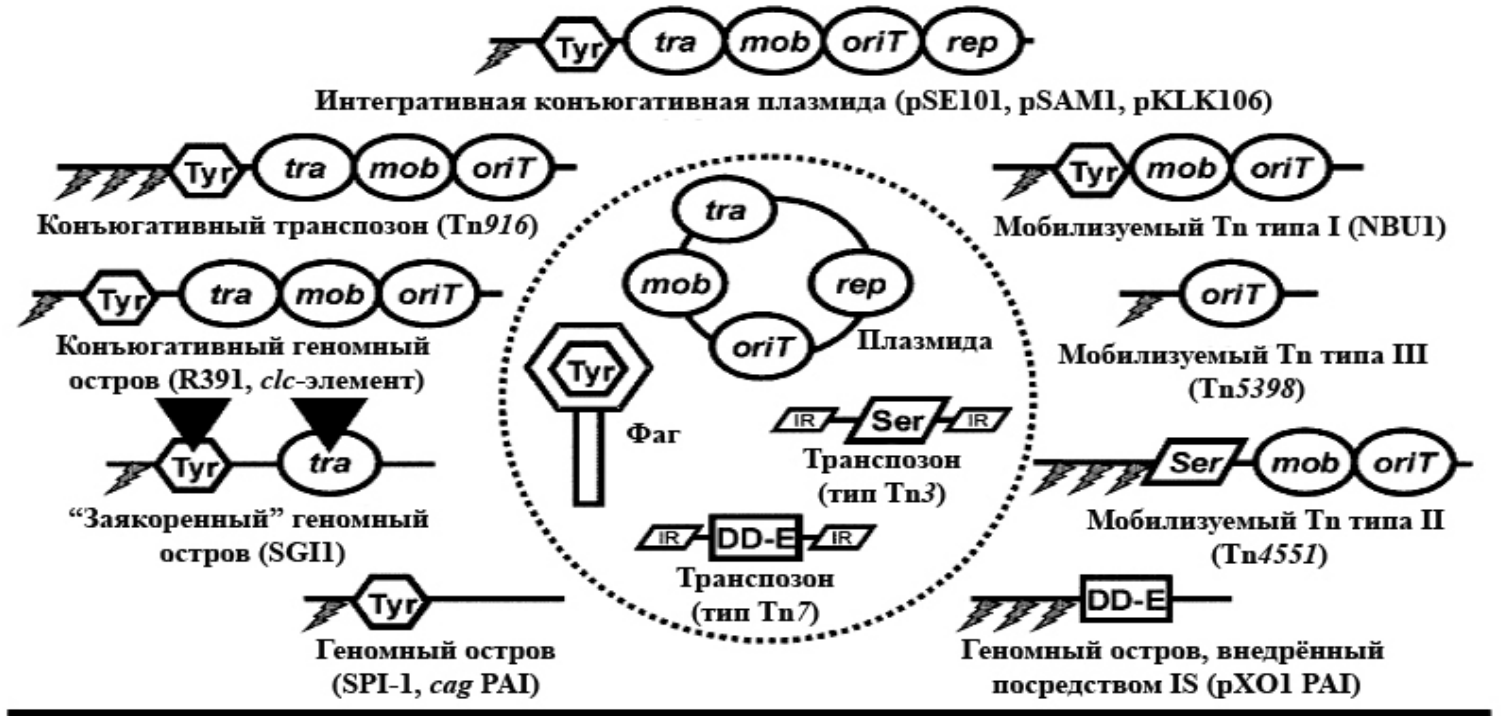 Tyr tra mob oriT rep
Интегративная конъюгативная плазмида (pSE101, pSAM1, pKLK106)
Tyr tra mob oriT
Конъюгативный транспозон (Tn916)
Tyr mob oriT
Мобилизуемый Tn типа I (NBU1)
Tyr tra mob oriT
Конъюгативный геномный
остров (R391, clc-элемент)
tra
mob
rep
oriT
Плазмида
Tyr
Фаг
IR Ser IR
Транспозон
(тип Tn3)
IR DD-E IR
Транспозон
(тип Tn7)
oriT
Мобилизуемый Tn типа III
(Tn5398)
Tyr tra
“Заякоренный” геномный
остров (SGI1)
Ser mob oriT
Мобилизуемый Tn типа II
(Tn4551)
Tyr
Геномный остров
(SPI-1, cag PAI)
DD-E
Геномный остров, внедрённый
посредством IS (pXO1 PAI)